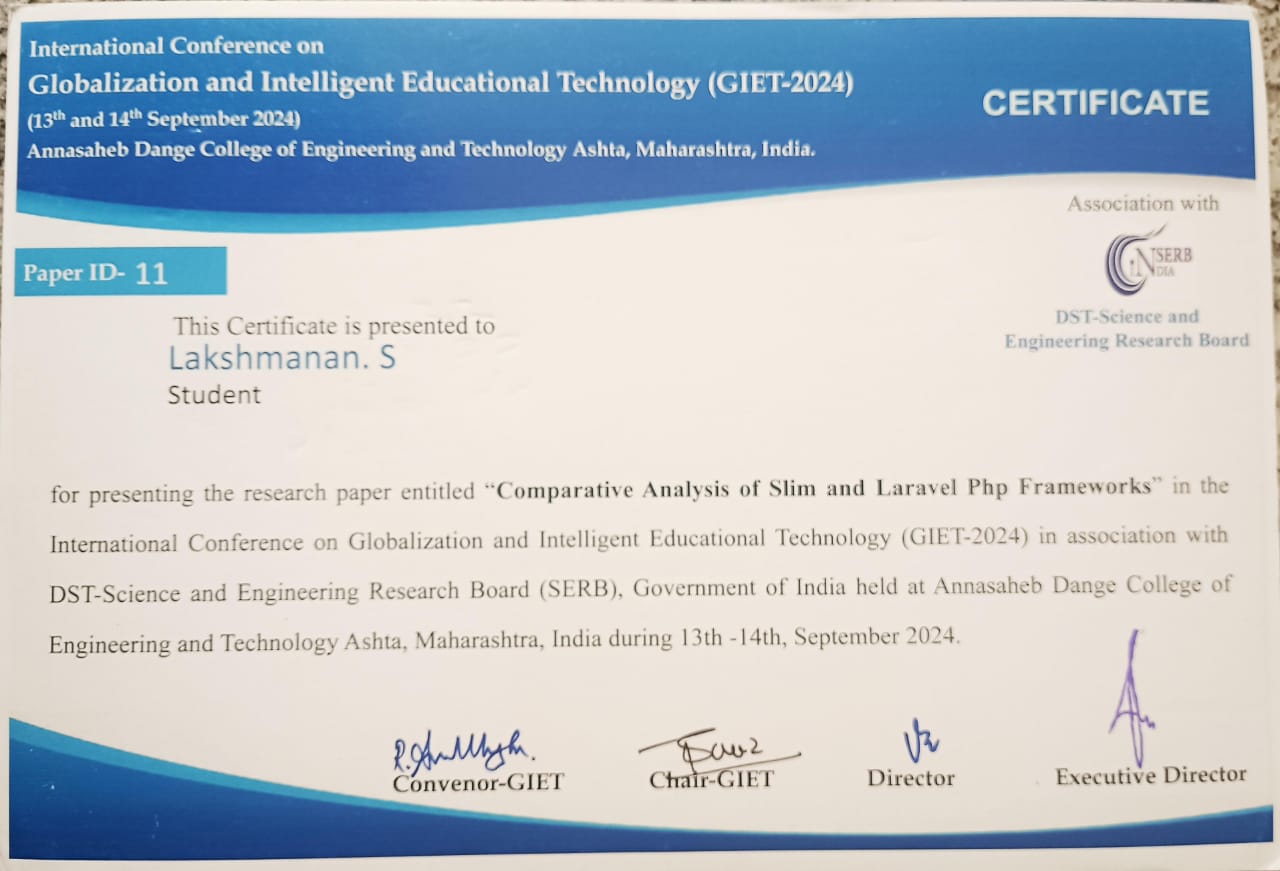 International Conference on
Globalization and Intelligent Educational Technology (GIET-2024)
(13th and 14th September 2024)
Annasaheb Dange College of Engineering and Technology Ashta, Maharashtra, India.
CERTIFICATE
Association with
SERB
INDIA
DST-Science and
Engineering Research Board
Paper ID- 11
This Certificate is presented to
Lakshmanan. S
Student
for presenting the research paper entitled “Comparative Analysis of Slim and Laravel Php Frameworks” in the
International Conference on Globalization and Intelligent Educational Technology (GIET-2024) in association with
DST-Science and Engineering Research Board (SERB), Government of India held at Annasaheb Dange College of
Engineering and Technology Ashta, Maharashtra, India during 13th -14th, September 2024.
Convenor-GIET
Chair-GIET
Director
Executive Director